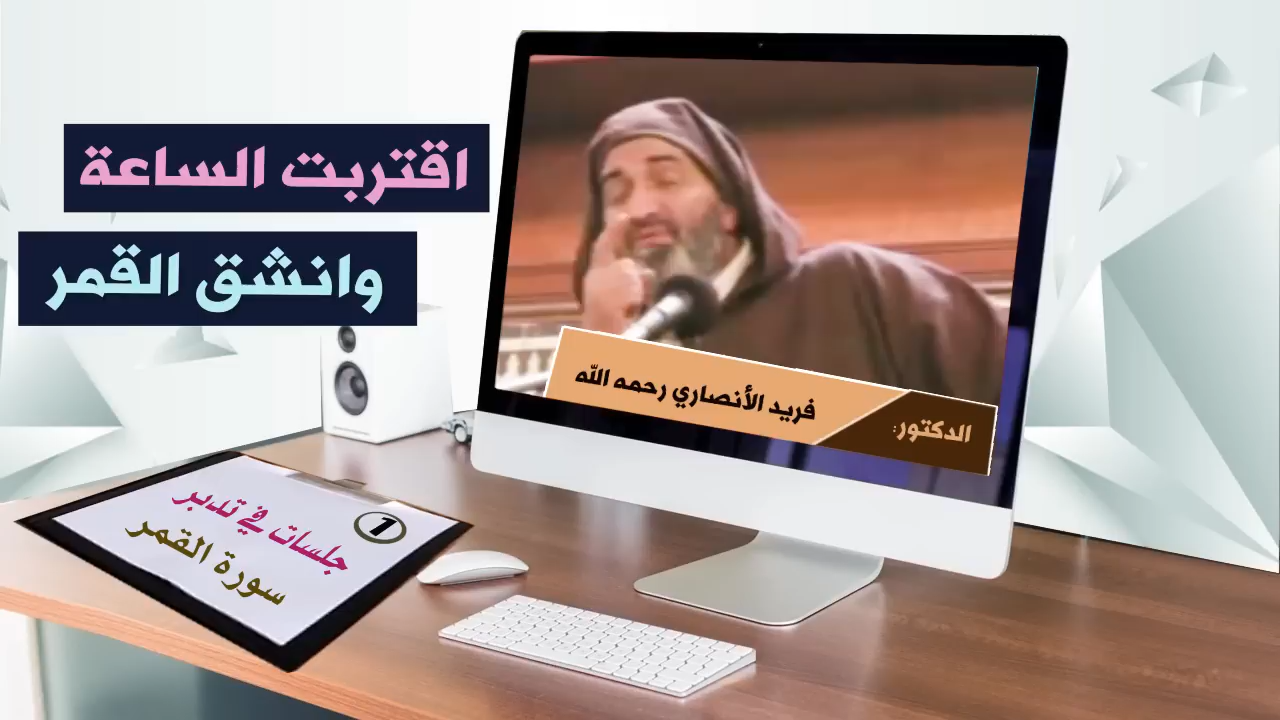 اقتربت الساعة
وانشق القمر
الدكتور:
فريد الأنصاري رحمه الله
1
جلسات في تدبر
سورة القمر